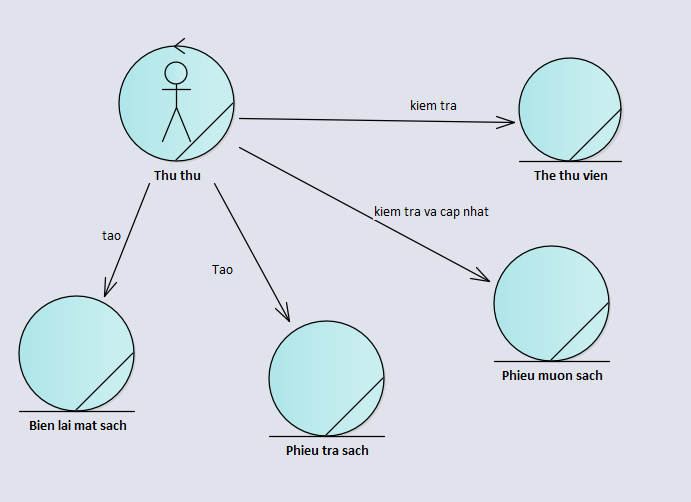 kiem tra
Thu thu
The thu vien
kiem tra va cap nhat
tao
Tao
Phieu muon sach
Bien lai mat sach
Phieu tra sach